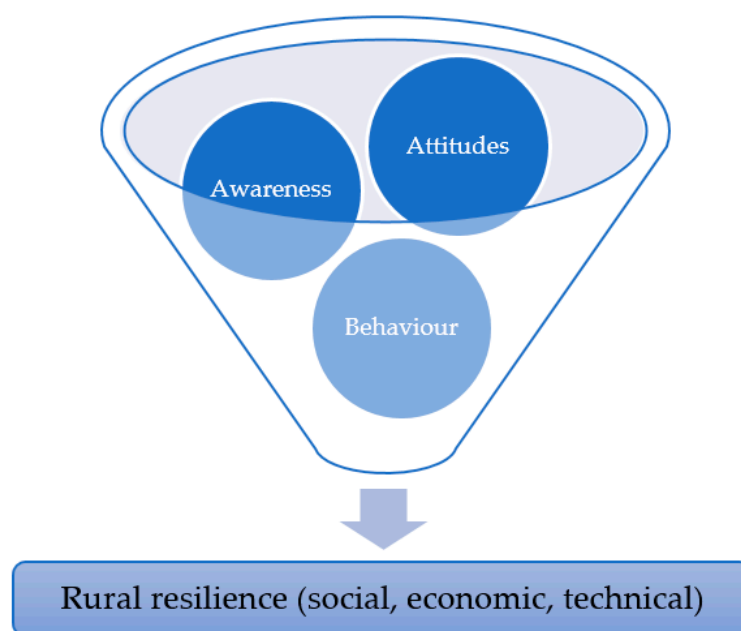 Attitudes
Awareness
Behaviour
Rural resilience (social, economic, technical)